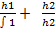 h1/∫1 + h2/h2